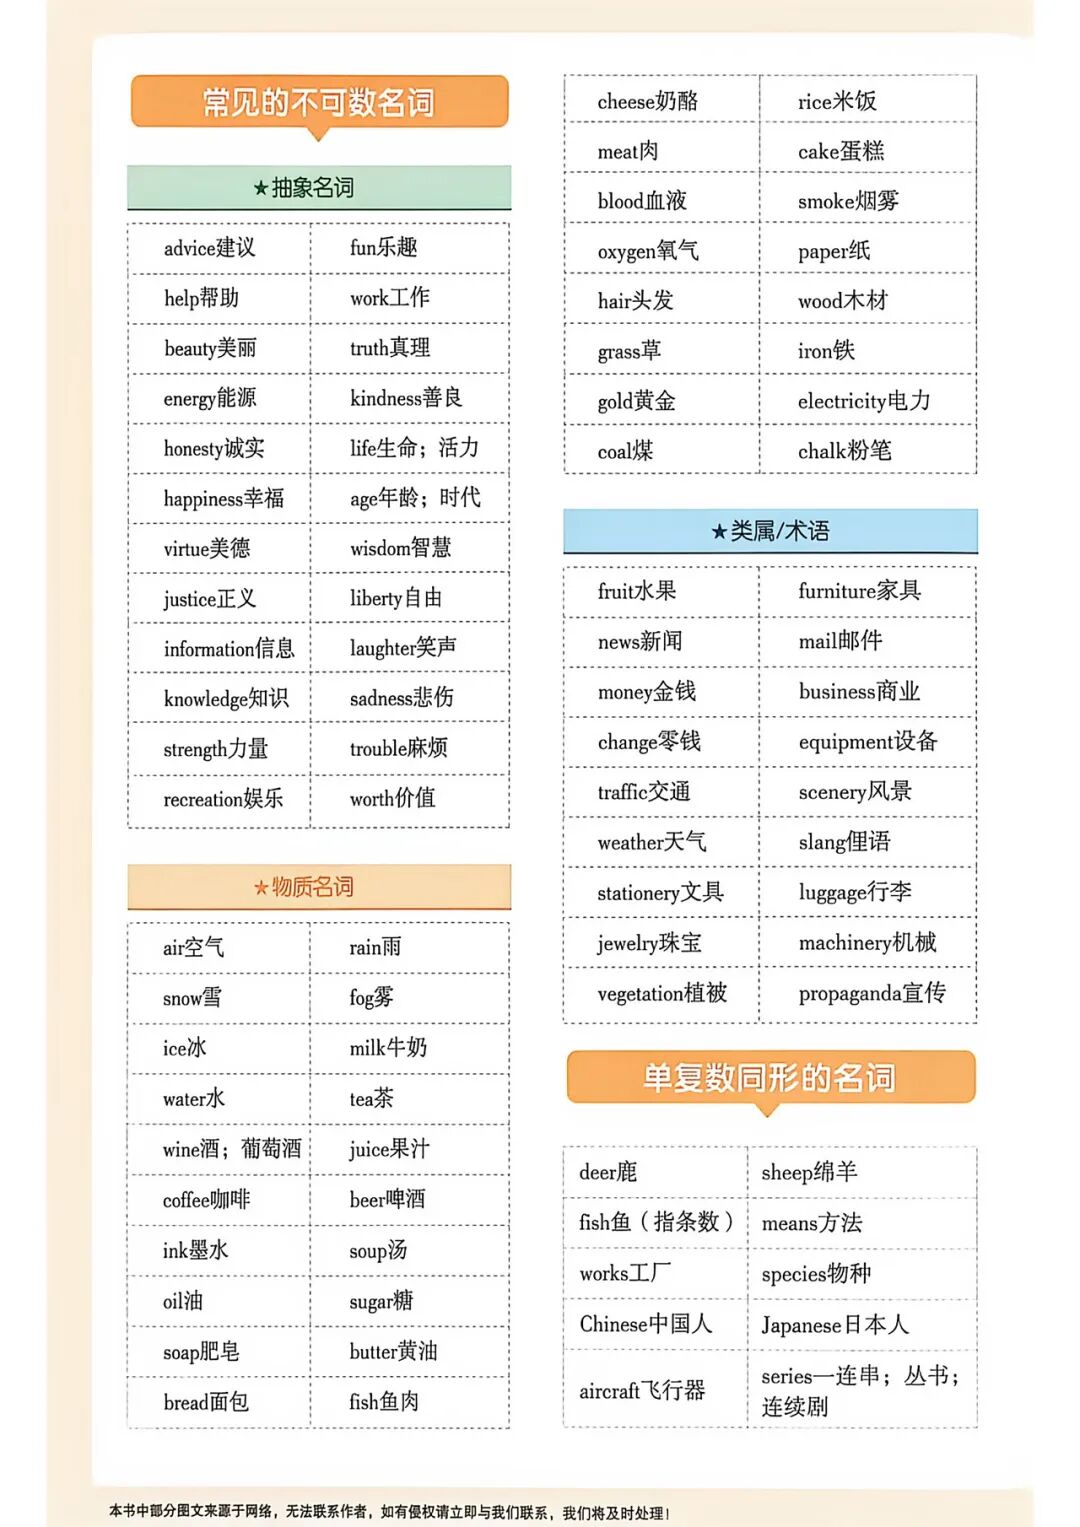 常见的不可数名词
★抽象名词
advice建议 fun乐趣
help帮助 work工作
beauty美丽 truth真理
energy能源 kindness善良
honesty诚实 life生命；活力
happiness幸福 age年龄；时代
virtue美德 wisdom智慧
justice正义 liberty自由
information信息 laughter笑声
knowledge知识 sadness悲伤
strength力量 trouble麻烦
recreation娱乐 worth价值
★物质名词
air空气 rain雨
snow雪 fog雾
ice冰 milk牛奶
water水 tea茶
wine酒；葡萄酒 juice果汁
coffee咖啡 beer啤酒
ink墨水 soup汤
oil油 sugar糖
soap肥皂 butter黄油
bread面包 fish鱼肉
cheese奶酪 rice米饭
meat肉 cake蛋糕
blood血液 smoke烟雾
oxygen氧气 paper纸
hair头发 wood木材
grass草 iron铁
gold黄金 electricity电力
coal煤 chalk粉笔
★类属/术语
fruit水果 furniture家具
news新闻 mail邮件
money金钱 business商业
change零钱 equipment设备
traffic交通 scenery风景
weather天气 slang俚语
stationery文具 luggage行李
jewelry珠宝 machinery机械
vegetation植被 propaganda宣传
单复数同形的名词
deer鹿 sheep绵羊
fish鱼（指条数） means方法
works工厂 species物种
Chinese中国人 Japanese日本人
aircraft飞行器 series一连串；丛书；
连续剧
本书中部分图文来源于网络，无法联系作者，如有侵权请立即与我们联系，我们将及时处理！